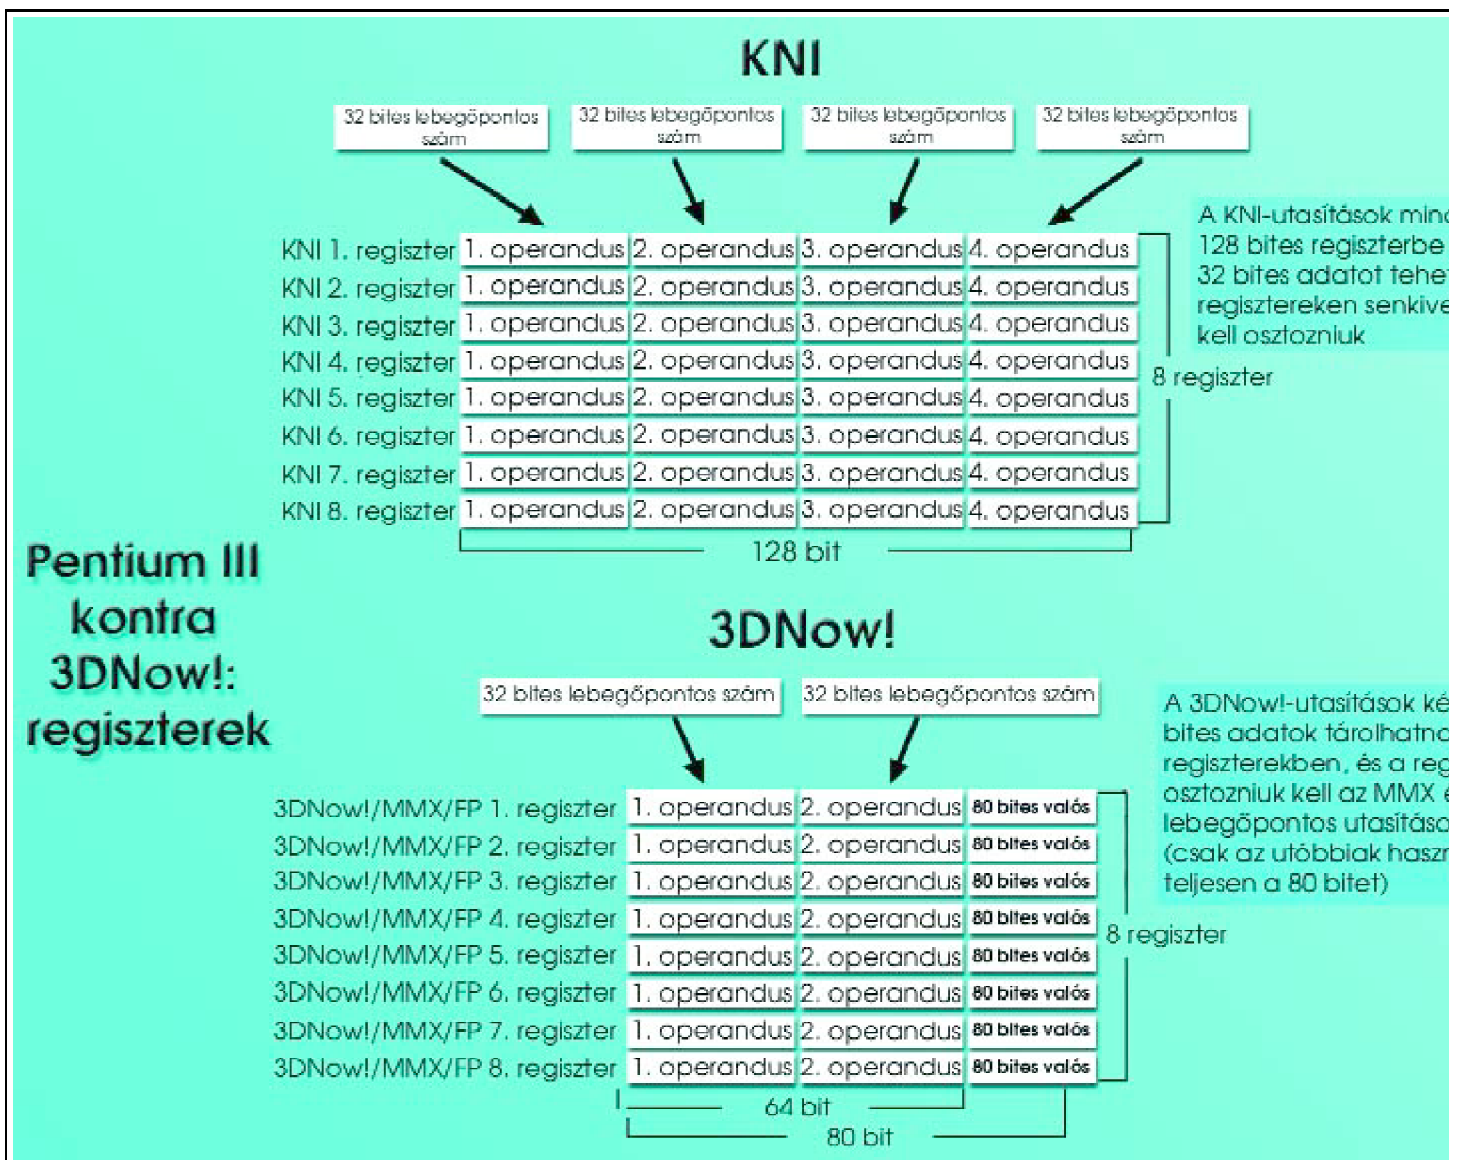 KNI
32 bites lebegőpontos
szám
32 bites lebegőpontos
szám
32 bites lebegőpontos
szám
32 bites lebegőpontos
szám
KNI 1. regiszter 1. operandus 2. operandus 3. operandus 4. operandus
KNI 2. regiszter 1. operandus 2. operandus 3. operandus 4. operandus
KNI 3. regiszter 1. operandus 2. operandus 3. operandus 4. operandus
KNI 4. regiszter 1. operandus 2. operandus 3. operandus 4. operandus
KNI 5. regiszter 1. operandus 2. operandus 3. operandus 4. operandus
KNI 6. regiszter 1. operandus 2. operandus 3. operandus 4. operandus
KNI 7. regiszter 1. operandus 2. operandus 3. operandus 4. operandus
KNI 8. regiszter 1. operandus 2. operandus 3. operandus 4. operandus
8 regiszter
128 bit
A KNI-utasítások
128 bites regiszterbe
32 bites adatot
regisztereken
kell osztozniuk
Pentium III
kontra
3DNow!:
regiszterek
3DNow!
32 bites lebegőpontos szám
32 bites lebegőpontos szám
3DNow!/MMX/FP 1. regiszter 1. operandus 2. operandus 80 bites valós
3DNow!/MMX/FP 2. regiszter 1. operandus 2. operandus 80 bites valós
3DNow!/MMX/FP 3. regiszter 1. operandus 2. operandus 80 bites valós
3DNow!/MMX/FP 4. regiszter 1. operandus 2. operandus 80 bites valós
3DNow!/MMX/FP 5. regiszter 1. operandus 2. operandus 80 bites valós
3DNow!/MMX/FP 6. regiszter 1. operandus 2. operandus 80 bites valós
3DNow!/MMX/FP 7. regiszter 1. operandus 2. operandus 80 bites valós
3DNow!/MMX/FP 8. regiszter 1. operandus 2. operandus 80 bites valós
8 regiszter
64 bit
80 bit
A 3DNow!-utasítások
bites adatok
regiszterekben, és a
osztozniuk kell az MMX
lebegőpontos
(csak az utóbbiak
teljesen a 80 bitet)